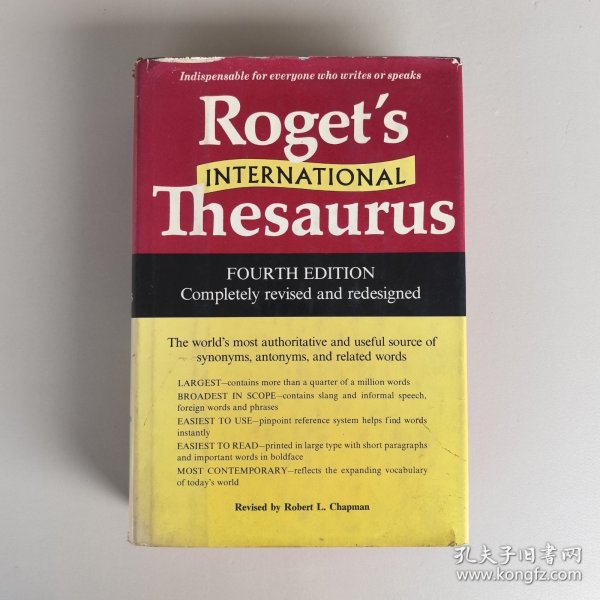 Indispensable for everyone who writes or speaks
Roget's
INTERNATIONAL
Thesaurus
FOURTH EDITION
Completely revised and redesigned
The world's most authoritative and useful source of
synonyms, antonyms, and related words
LARGEST—contains more than a quarter of a million words
BROADEST IN SCOPE—contains slang and informal speech,
foreign words and phrases
EASIEST TO USE—pinpoint reference system helps find words
instantly
EASIEST TO READ—printed in large type with short paragraphs
and important words in boldface
MOST CONTEMPORARY—reflects the expanding vocabulary
of today's world
Revised by Robert L. Chapman
孔夫子旧书网
www.kongfz.com